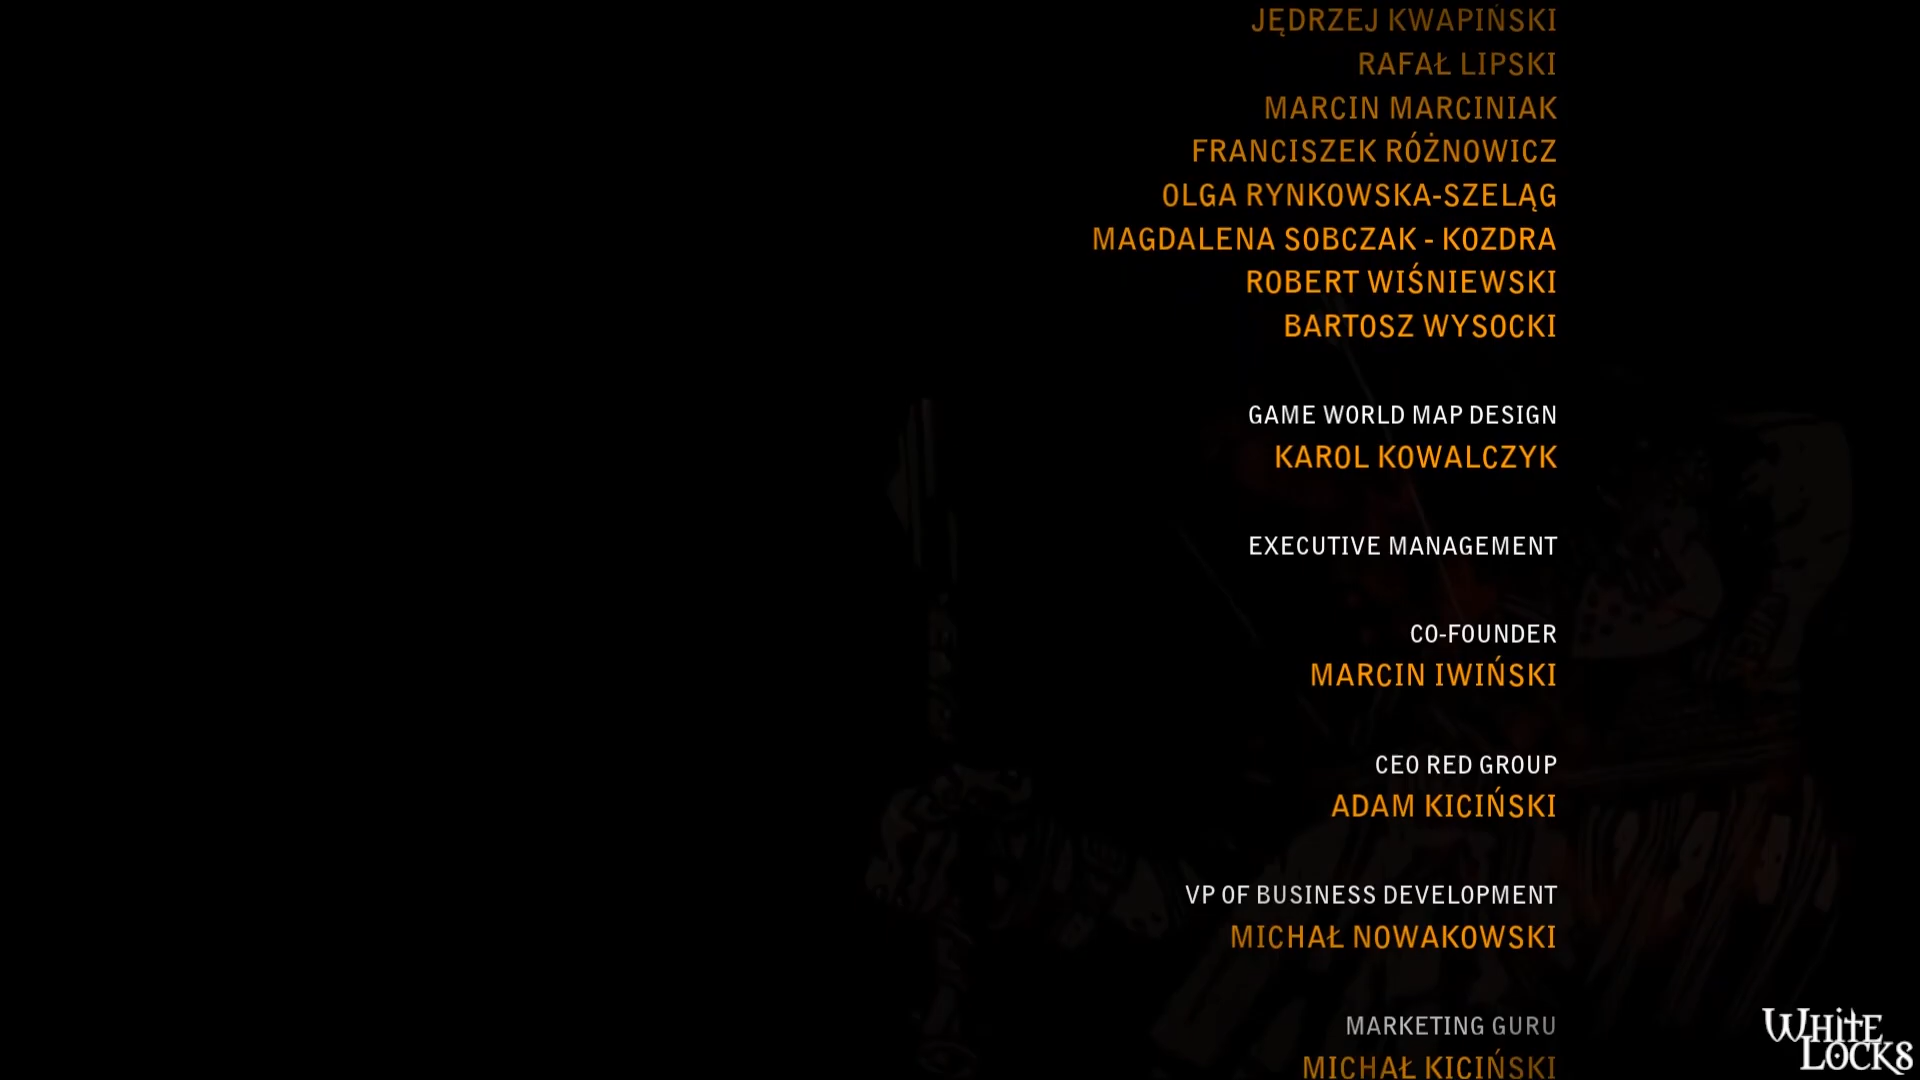 JĘDRZEJ KWAPIŃSKI
RAFAŁ LIPSKI
MARCIN MARCINIAK
FRANCISZEK RÓŻNOWICZ
OLGA RYNKOWSKA-SZELĄG
MAGDALENA SOBCZAK - KOZDRA
ROBERT WIŚNIEWSKI
BARTOSZ WYSOCKI
GAME WORLD MAP DESIGN
KAROL KOWALCZYK
EXECUTIVE MANAGEMENT
CO-FOUNDER
MARCIN IWIŃSKI
CEO RED GROUP
ADAM KICIŃSKI
VP OF BUSINESS DEVELOPMENT
MICHAŁ NOWAKOWSKI
MARKETING GURU
MICHAŁ KICIŃSKI
WHITE
LOCKS